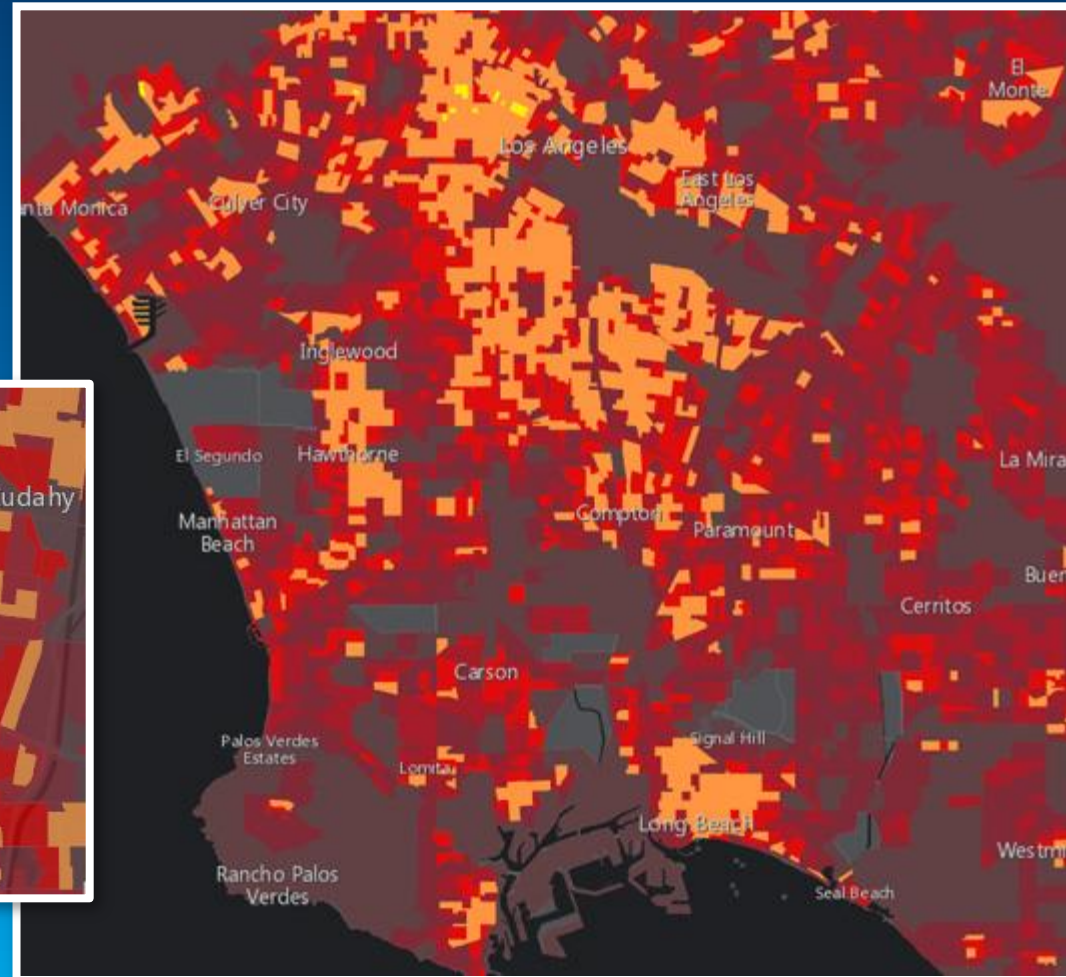 El
Monte
Los Angeles
East Los
Angeles
anta Monica
Culver City
Inglewood
El Segundo
Hawthorne
La Mira
udahy
Compton
Manhattan
Beach
Paramount
Buen
Cerritos
Carson
Palos Verdes
Estates
Signal Hill
Lomita
Long Beach
Westmi
Rancho Palos
Verdes
Seal Beach